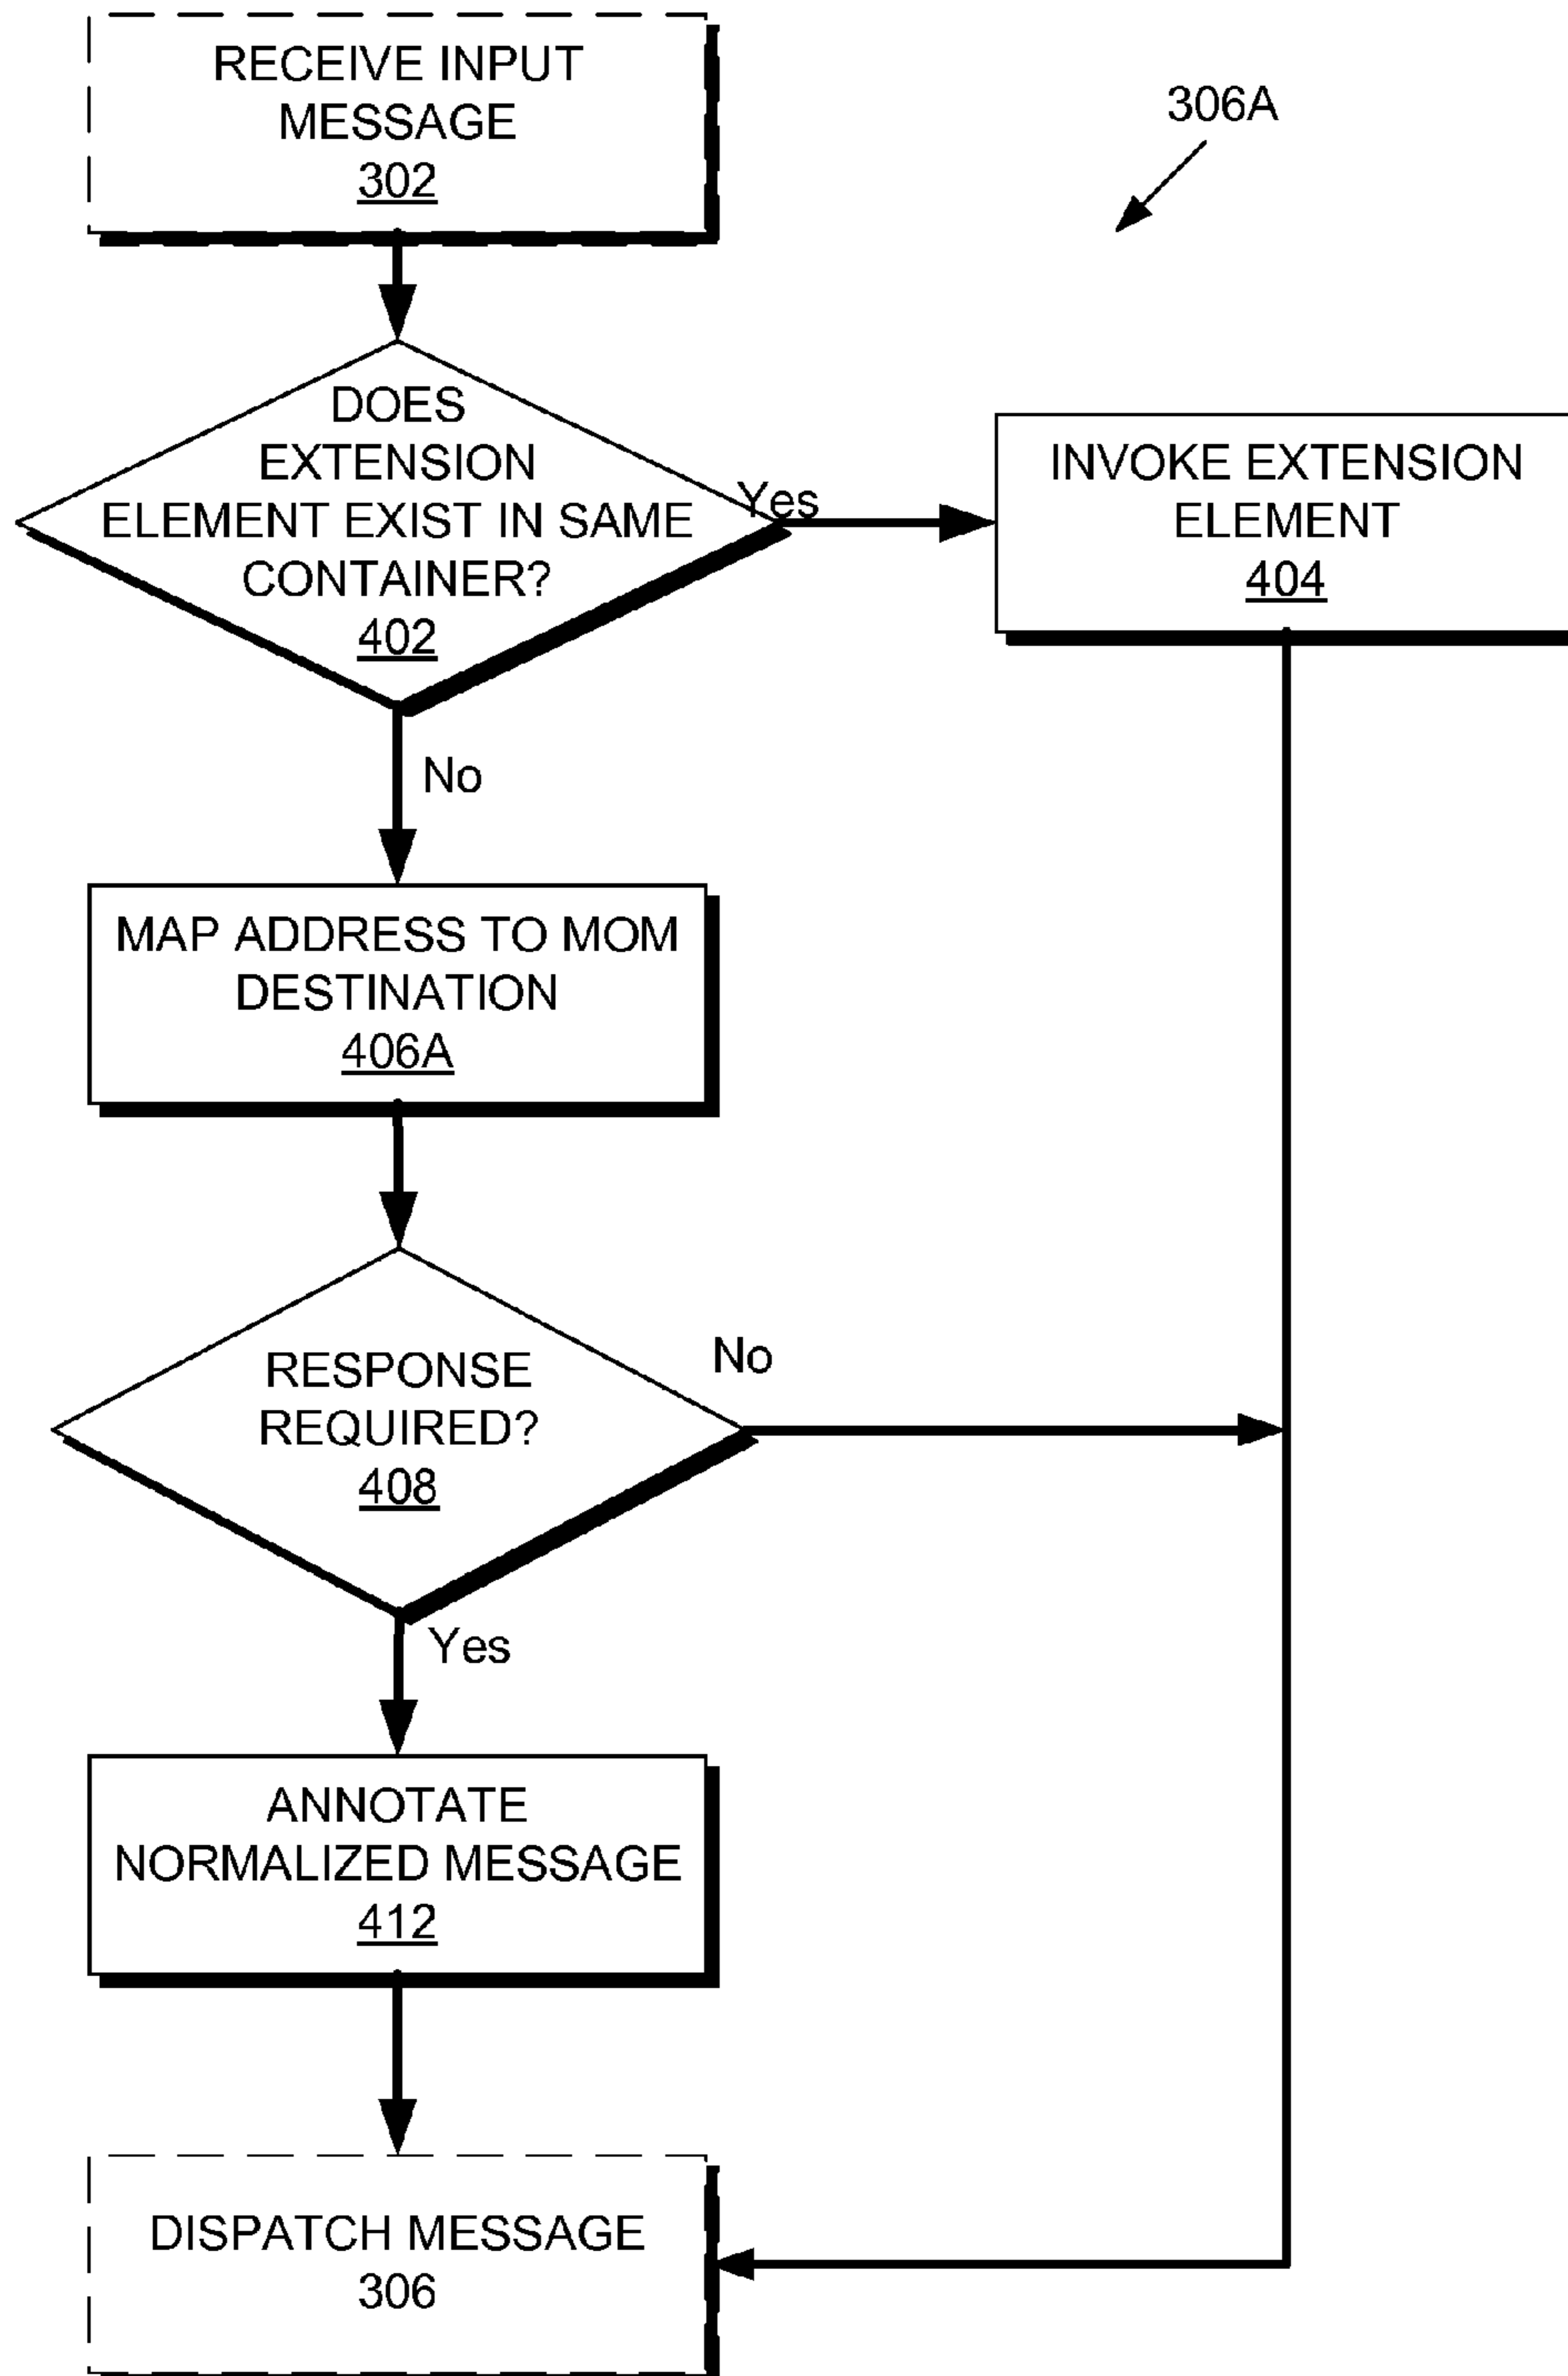 RECEIVE INPUT
MESSAGE
302
306A
DOES
EXTENSION
ELEMENT EXIST IN SAME
CONTAINER?
402
Yes
INVOKE EXTENSION
ELEMENT
404
No
MAP ADDRESS TO MOM
DESTINATION
406A
RESPONSE
REQUIRED?
408
No
Yes
ANNOTATE
NORMALIZED MESSAGE
412
DISPATCH MESSAGE
306